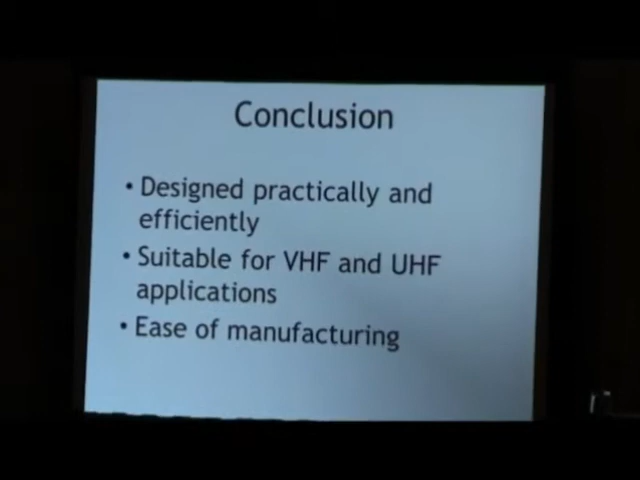 Conclusion
• Designed practically and
efficiently
• Suitable for VHF and UHF
applications
• Ease of manufacturing